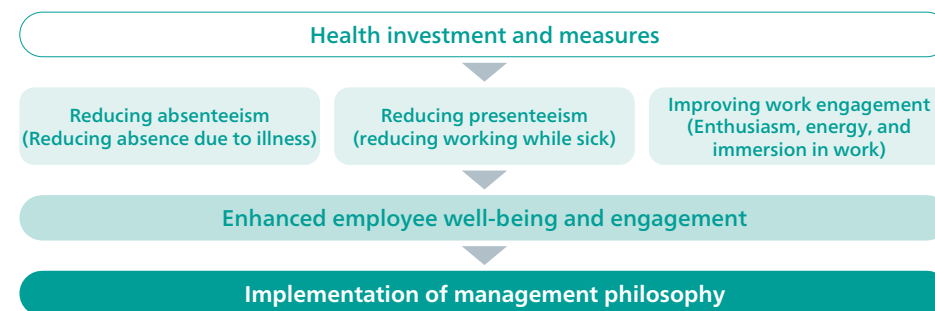 Health investment and measures
Reducing absenteeism
(Reducing absence due to illness)
Reducing presenteeism
(reducing working while sick)
Improving work engagement
(Enthusiasm, energy, and
immersion in work)
Enhanced employee well-being and engagement
Implementation of management philosophy